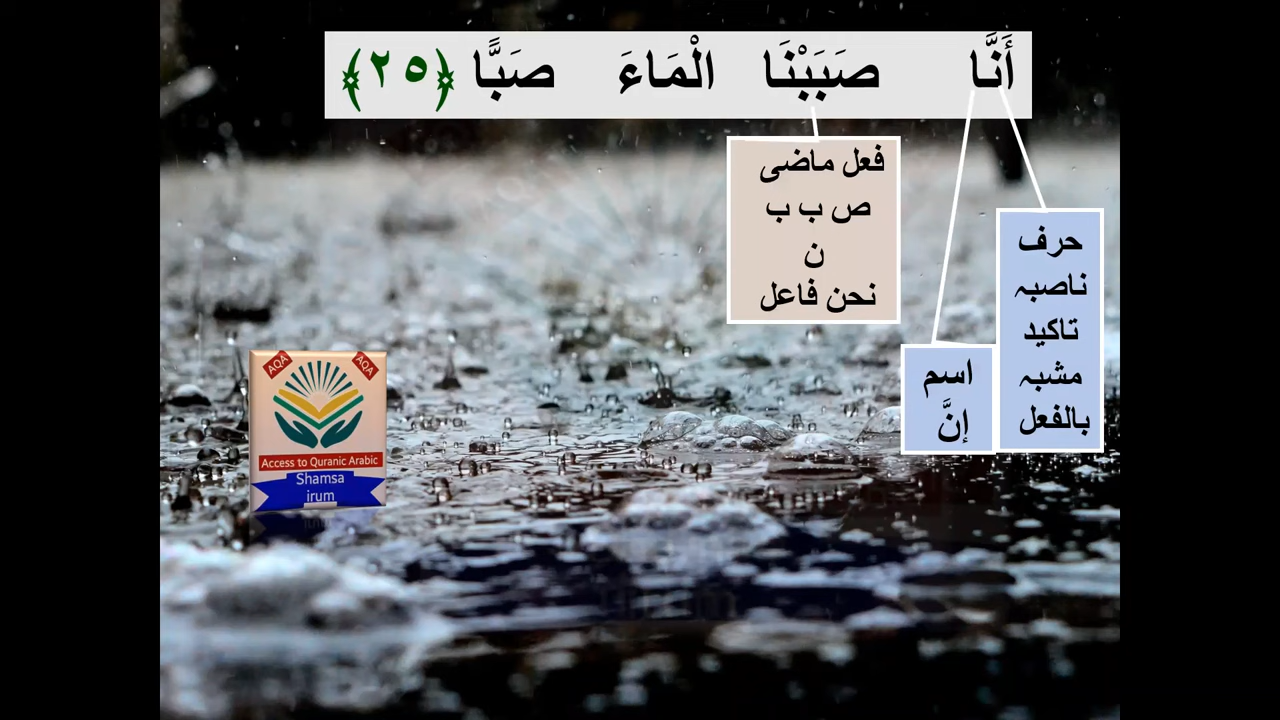 أَنَّا صَبَبْنَا الْمَاءَ صَبًّا ﴿٢٥﴾
فعل ماضی
ص ب ب
ن
نحن فاعل
حرف
ناصبہ
تاکید
مشبہ
بالفعل
اسم
إنَّ
AQA
AQA
Access to Quranic Arabic
Shamsa
irum